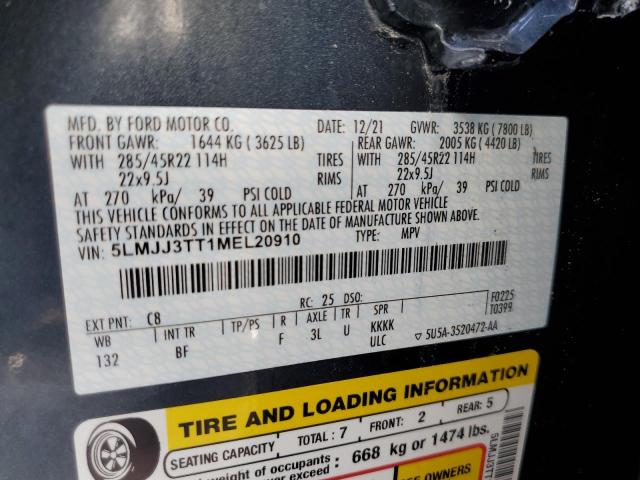 MFD. BY FORD MOTOR CO.
DATE: 12/21 GVWR: 3538 KG ( 7800 LB)
FRONT GAWR: 1644 KG ( 3625 LB)
REAR GAWR: 2005 KG ( 4420 LB)
WITH 285/45R22 114H TIRES
WITH 285/45R22 114H TIRES
22x9.5J RIMS
22x9.5J RIMS
AT 270 kPa/ 39 PSI COLD
AT 270 kPa/ 39 PSI COLD
THIS VEHICLE CONFORMS TO ALL APPLICABLE FEDERAL MOTOR VEHICLE
SAFETY STANDARDS IN EFFECT ON THE DATE OF MANUFACTURE SHOWN ABOVE.
VIN: 5LMJJ3TT1MEL20910 TYPE: MPV
EXT PNT: C8 RC: 25 DSO: F0225
T0399
WB INT TR TP/PS R AXLE TR SPR
132 BF F 3L U KKKK
ULC ▽ 5U5A-3520472-AA
TIRE AND LOADING INFORMATION
SEATING CAPACITY TOTAL: 7 FRONT: 2 REAR: 5
weight of occupants 668 kg or 1474 lbs.
OWNERS
5LMJJ3TT